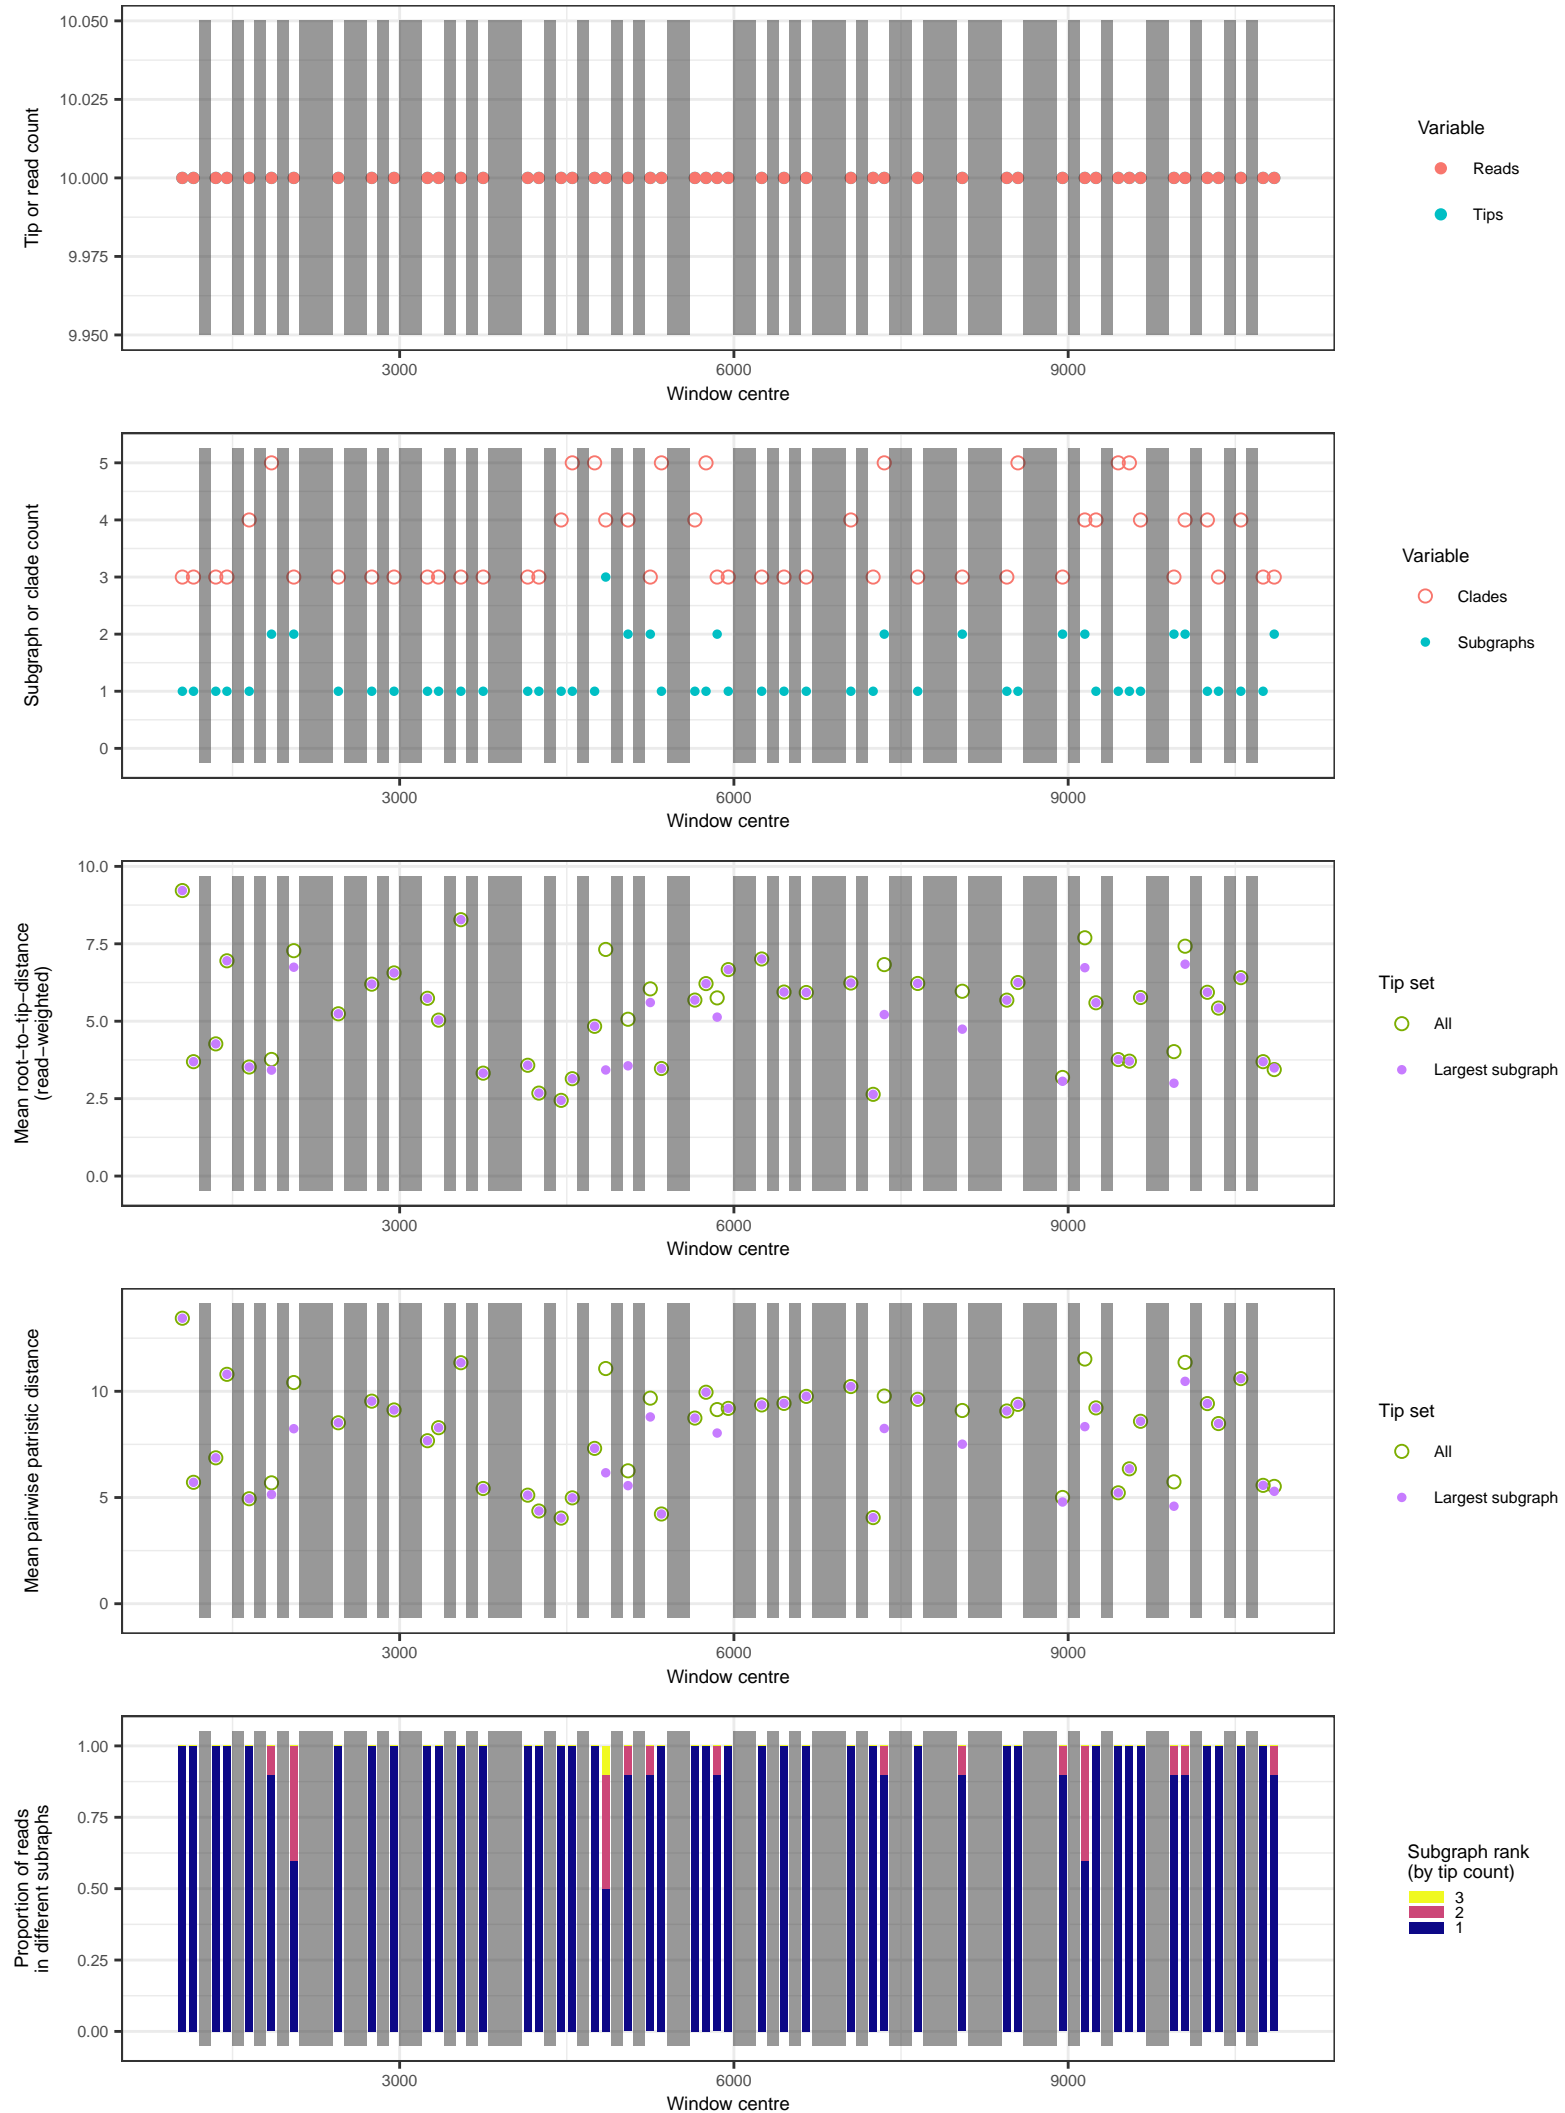 10.050
10.025
10.000
9.975
9.950
Tip or read count
3000
6000
9000
Window centre
Variable
Reads
Tips
5
4
3
2
1
0
Subgraph or clade count
3000
6000
9000
Window centre
Variable
Clades
Subgraphs
10.0
7.5
5.0
2.5
0.0
Mean root−to−tip−distance
(read−weighted)
3000
6000
9000
Window centre
Tip set
All
Largest subgraph
10
5
0
Mean pairwise patristic distance
3000
6000
9000
Window centre
Tip set
All
Largest subgraph
1.00
0.75
0.50
0.25
0.00
Proportion of reads
in different subraphs
3000
6000
9000
Window centre
Subgraph rank
(by tip count)
3
2
1